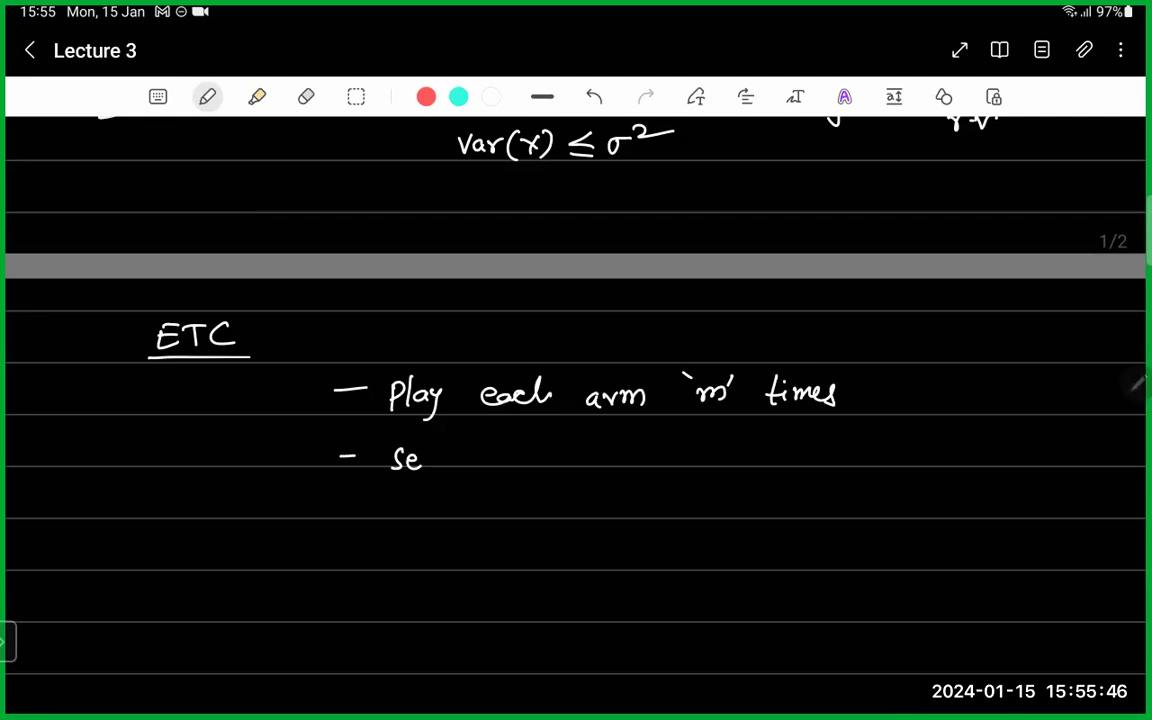 15:55 Mon, 15 Jan 97%
Lecture 3
var(x) ≤ σ²
1/2
ETC
— Play each arm 'm' times
- se
2024-01-15 15:55:46